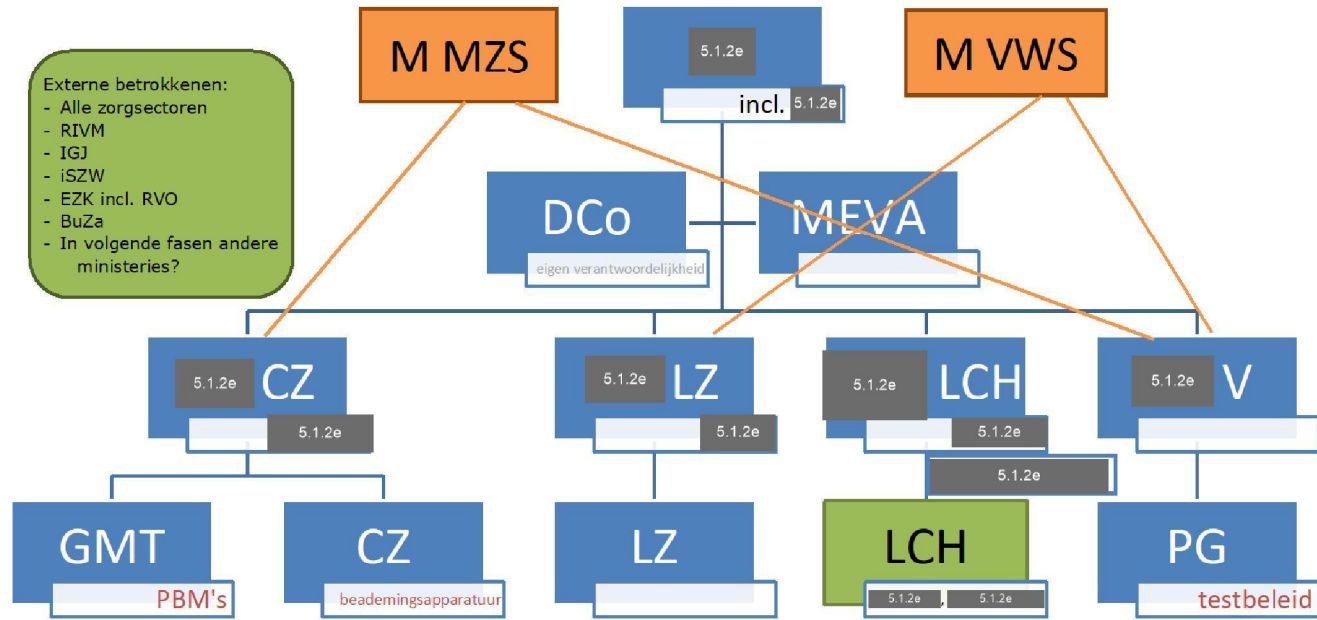 Externe betrokkenen:
- Alle zorgsectoren
- RIVM
- IGJ
- iSZW
- EZK incl. RVO
- BuZa
- In volgende fasen andere
ministeries?
M MZS
5.1.2e
incl. 5.1.2e
M VWS
DCo
eigen verantwoordelijkheid
MEVA
5.1.2e CZ
5.1.2e
5.1.2e LZ
5.1.2e
5.1.2e LCH
5.1.2e
5.1.2e
5.1.2e V
GMT
PBM's
CZ
beademingsapparatuur
LZ
LCH
5.1.2e, 5.1.2e
PG
testbeleid